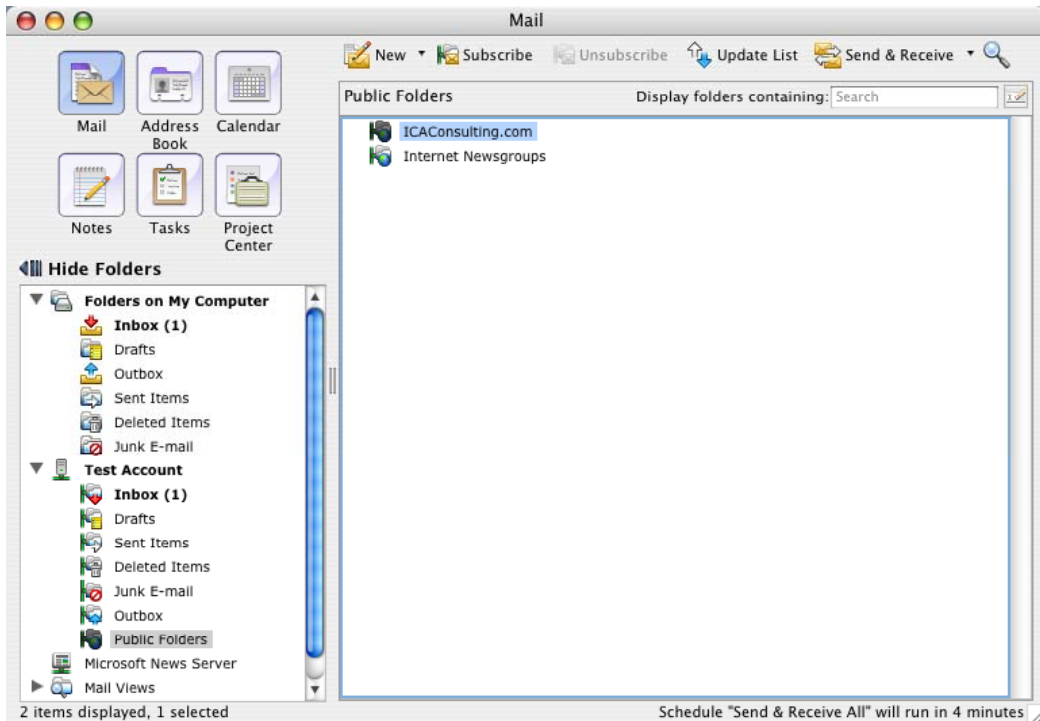 Mail
New
Subscribe
Unsubscribe
Update List
Send & Receive
Mail
Address Book
Calendar
Notes
Tasks
Project Center
Public Folders
Display folders containing:
Search
ICAConsulting.com
Internet Newsgroups
Hide Folders
Folders on My Computer
Inbox (1)
Drafts
Outbox
Sent Items
Deleted Items
Junk E-mail
Test Account
Inbox (1)
Drafts
Sent Items
Deleted Items
Junk E-mail
Outbox
Public Folders
Microsoft News Server
Mail Views
2 items displayed, 1 selected
Schedule "Send & Receive All" will run in 4 minutes